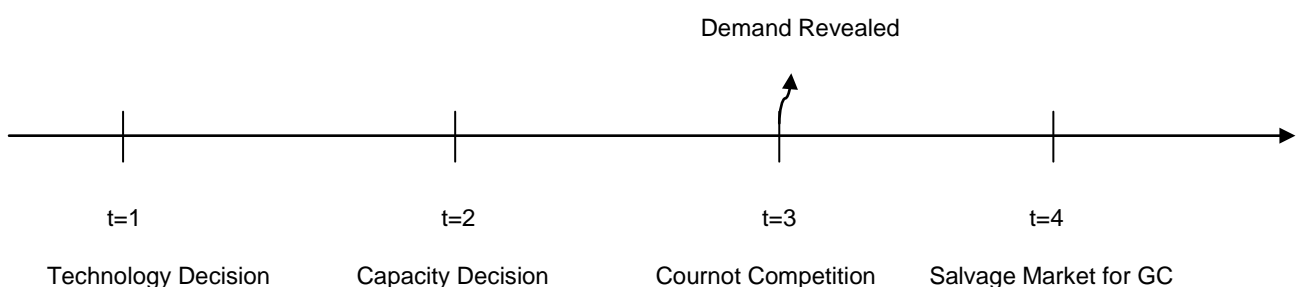 Demand Revealed
t=1 t=2 t=3 t=4
Technology Decision Capacity Decision Cournot Competition Salvage Market for GC